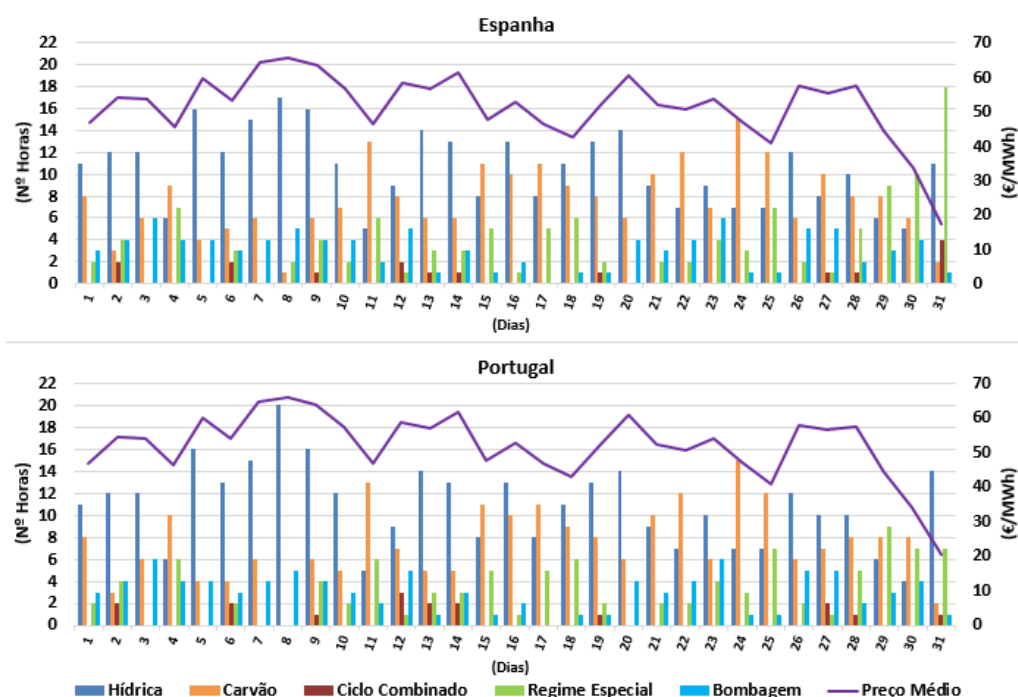 Espanha
22 20 18 16 14 12 10 8 6 4 2 0
(Nº Horas)
70 60 50 40 30 20 10 0
(€/MWh)
1 2 3 4 5 6 7 8 9 10 11 12 13 14 15 16 17 18 19 20 21 22 23 24 25 26 27 28 29 30 31
(Dias)
Portugal
22 20 18 16 14 12 10 8 6 4 2 0
(Nº Horas)
70 60 50 40 30 20 10 0
(€/MWh)
1 2 3 4 5 6 7 8 9 10 11 12 13 14 15 16 17 18 19 20 21 22 23 24 25 26 27 28 29 30 31
(Dias)
Hídrica Carvão Ciclo Combinado Regime Especial Bombagem Preço Médio